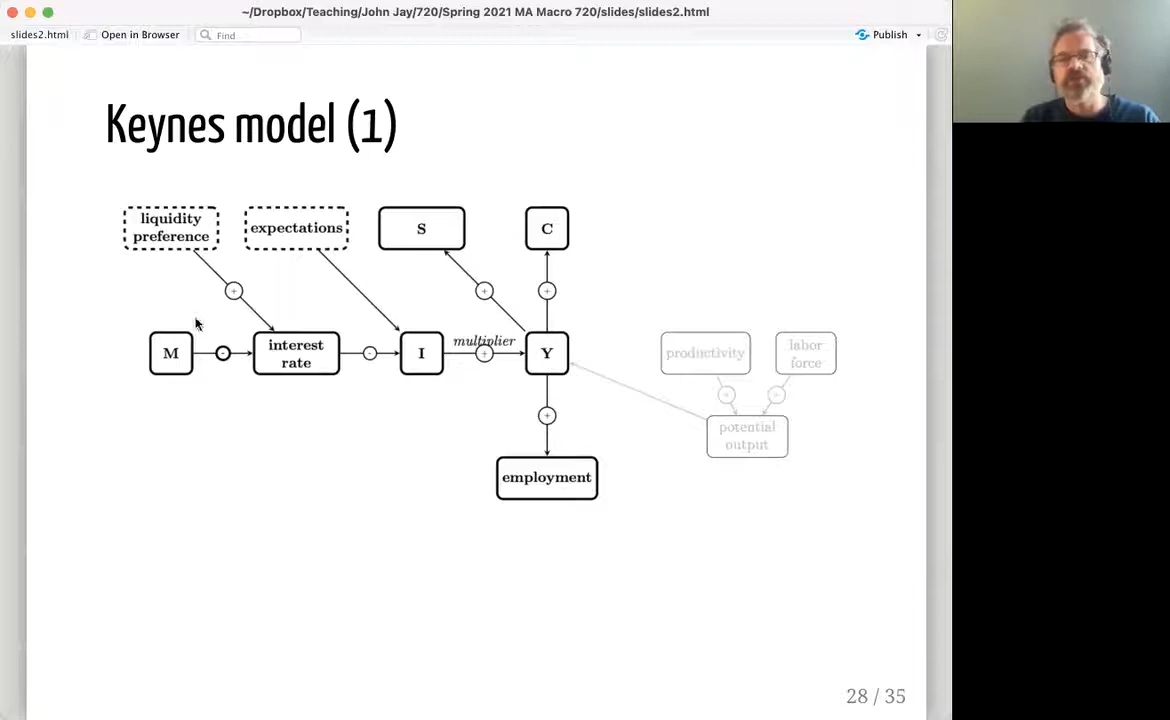 ~/Dropbox/Teaching/John Jay/720/Spring 2021 MA Macro 720/slides/slides2.html
slides2.html Open in Browser Find Publish
Keynes model (1)
liquidity
preference
expectations
S
C
+
+
+
M
-
interest
rate
-
I
multiplier
+
Y
productivity
labor
force
+
+
+
potential
output
employment
28 / 35